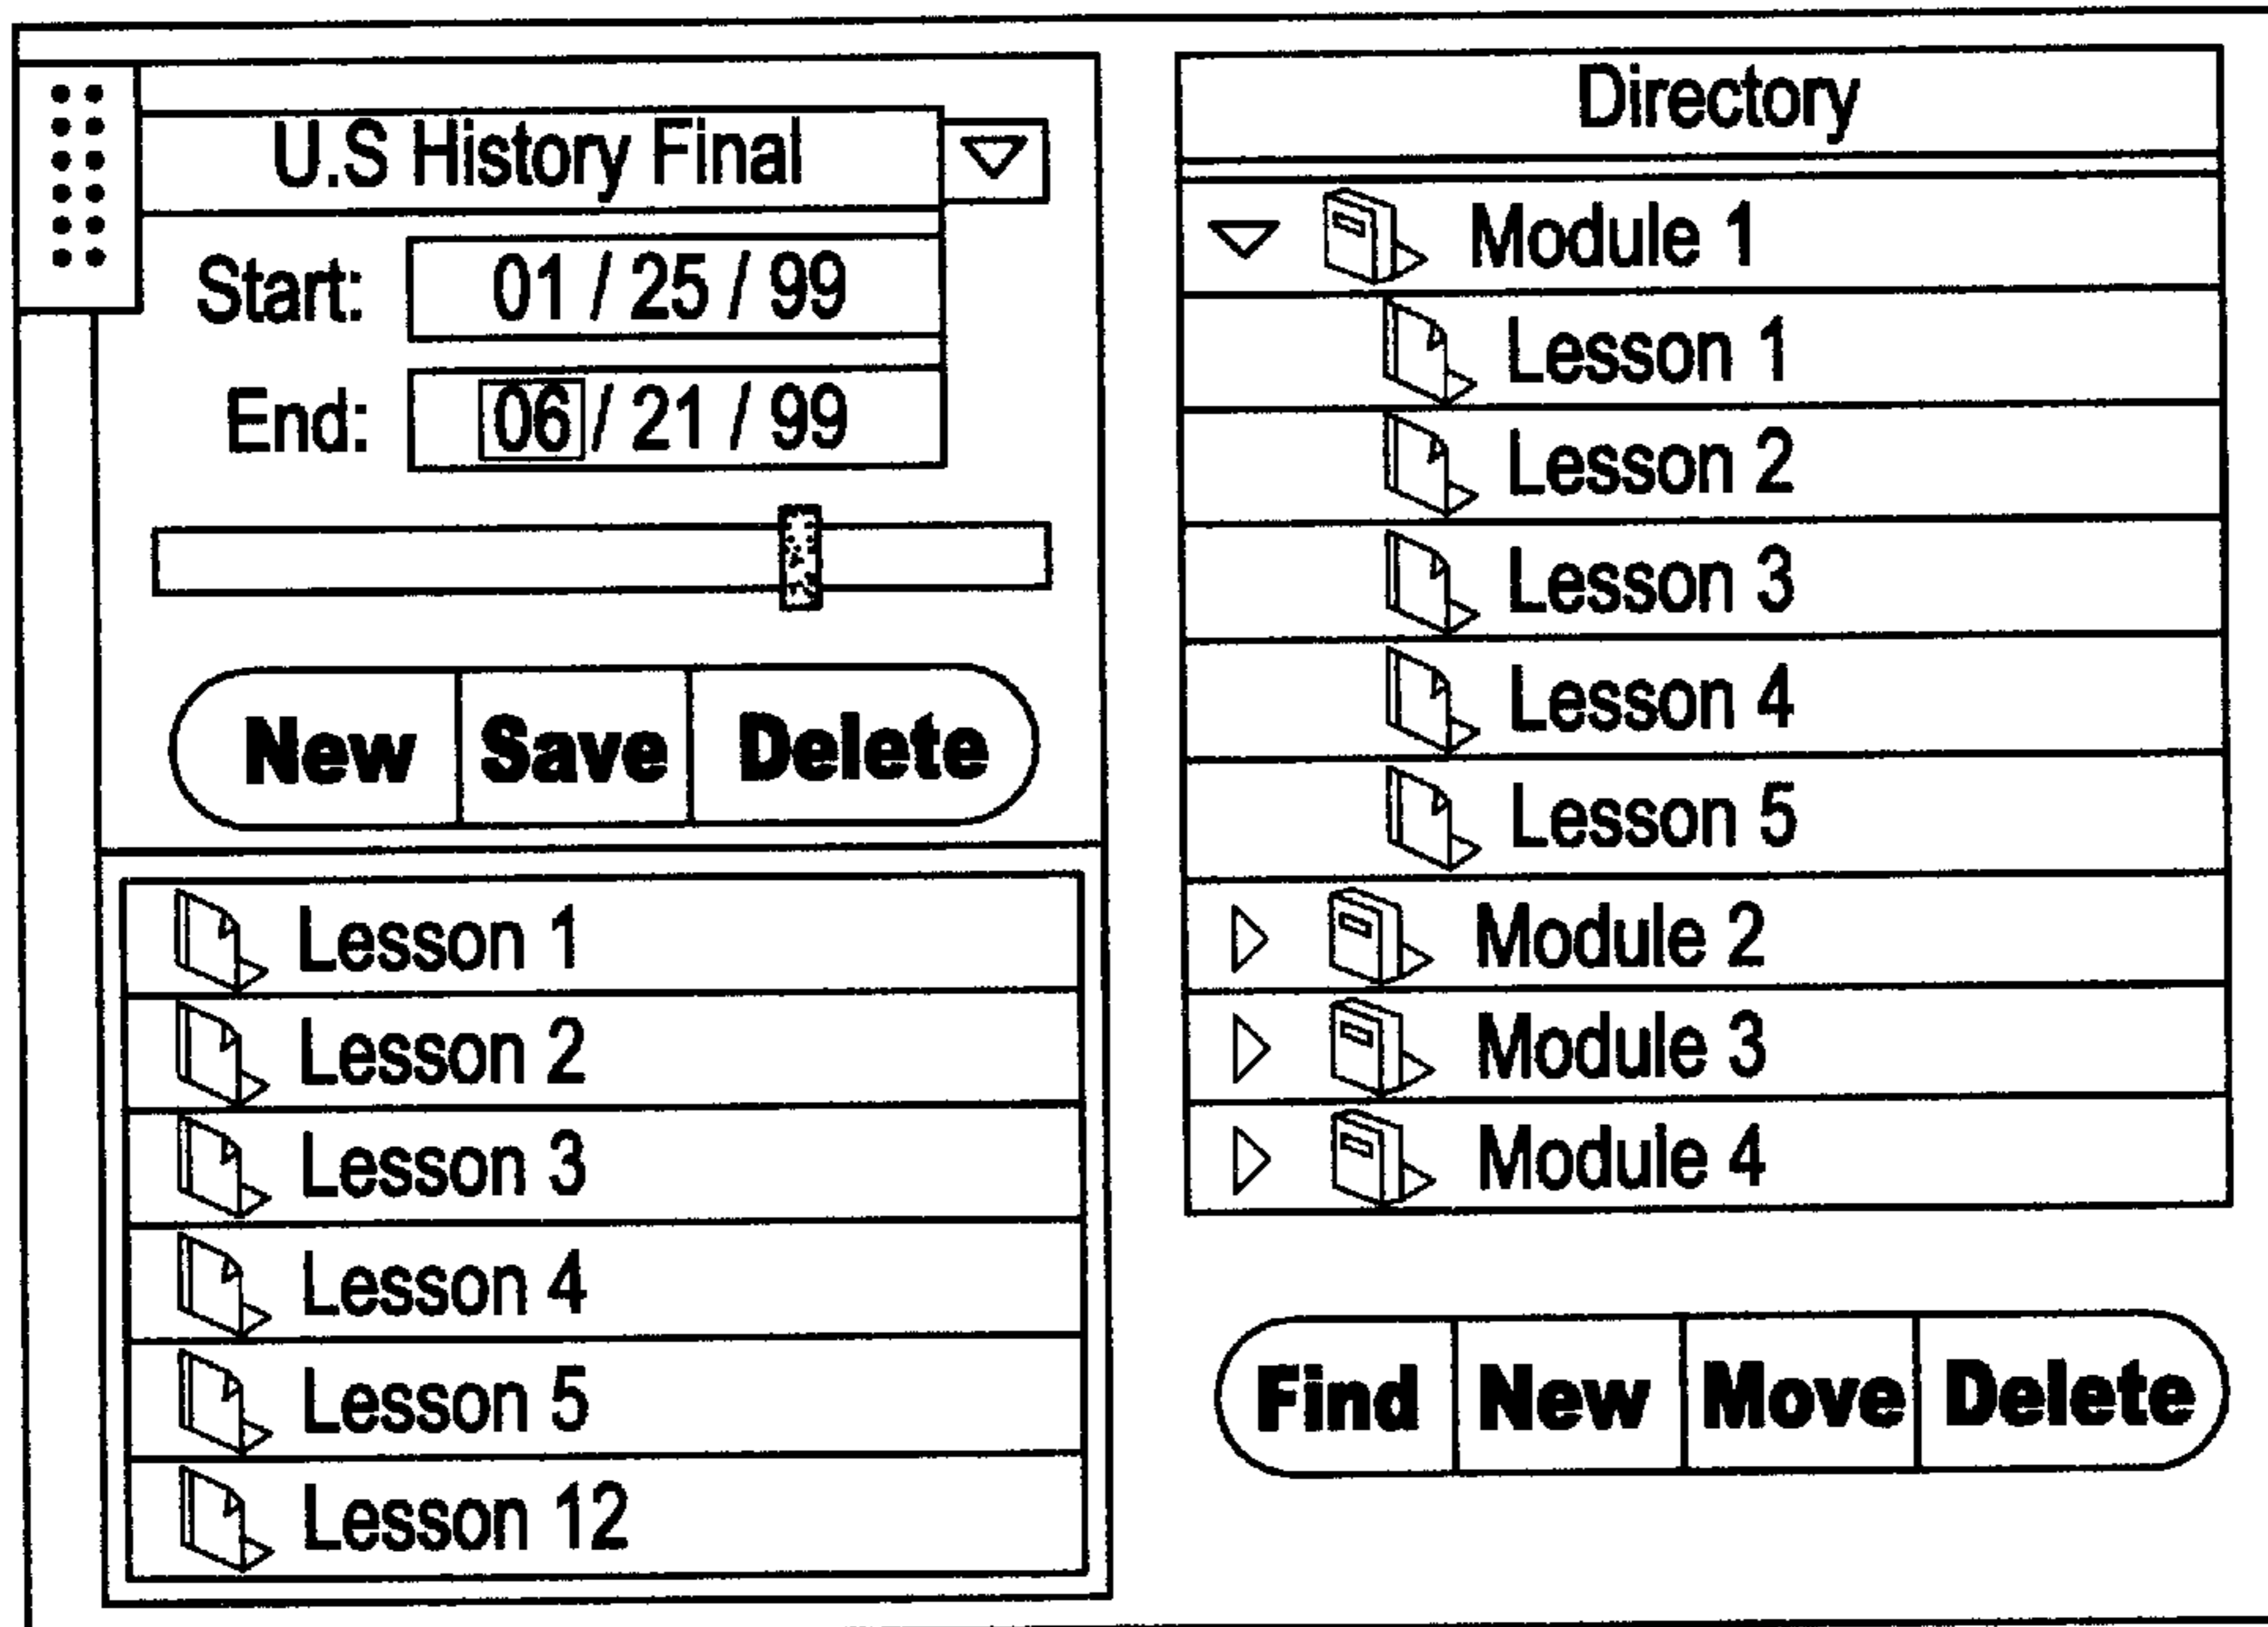 U.S History Final
Start: 01 / 25 / 99
End: 06 / 21 / 99
New Save Delete
Lesson 1
Lesson 2
Lesson 3
Lesson 4
Lesson 5
Lesson 12
Directory
Module 1
Lesson 1
Lesson 2
Lesson 3
Lesson 4
Lesson 5
Module 2
Module 3
Module 4
Find New Move Delete